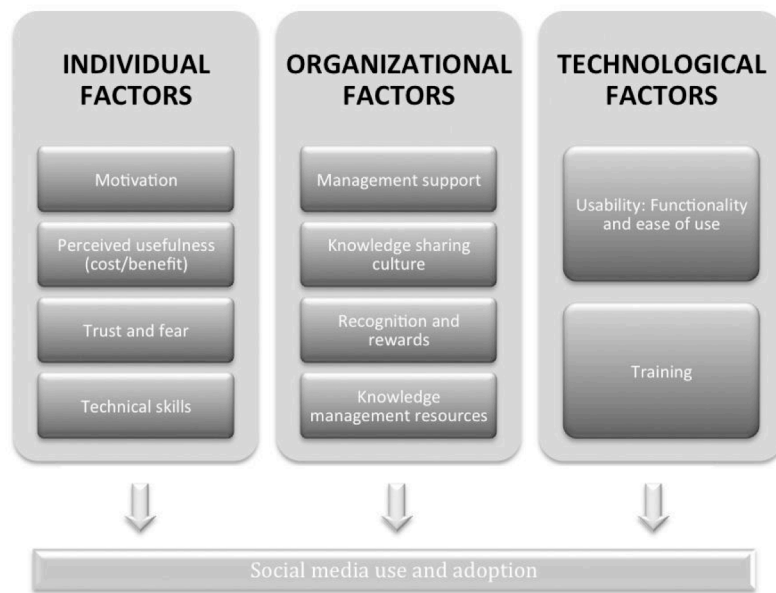 INDIVIDUAL
FACTORS
Motivation
Perceived usefulness
(cost/benefit)
Trust and fear
Technical skills
ORGANIZATIONAL
FACTORS
Management support
Knowledge sharing
culture
Recognition and
rewards
Knowledge
management resources
TECHNOLOGICAL
FACTORS
Usability: Functionality
and ease of use
Training
Social media use and adoption